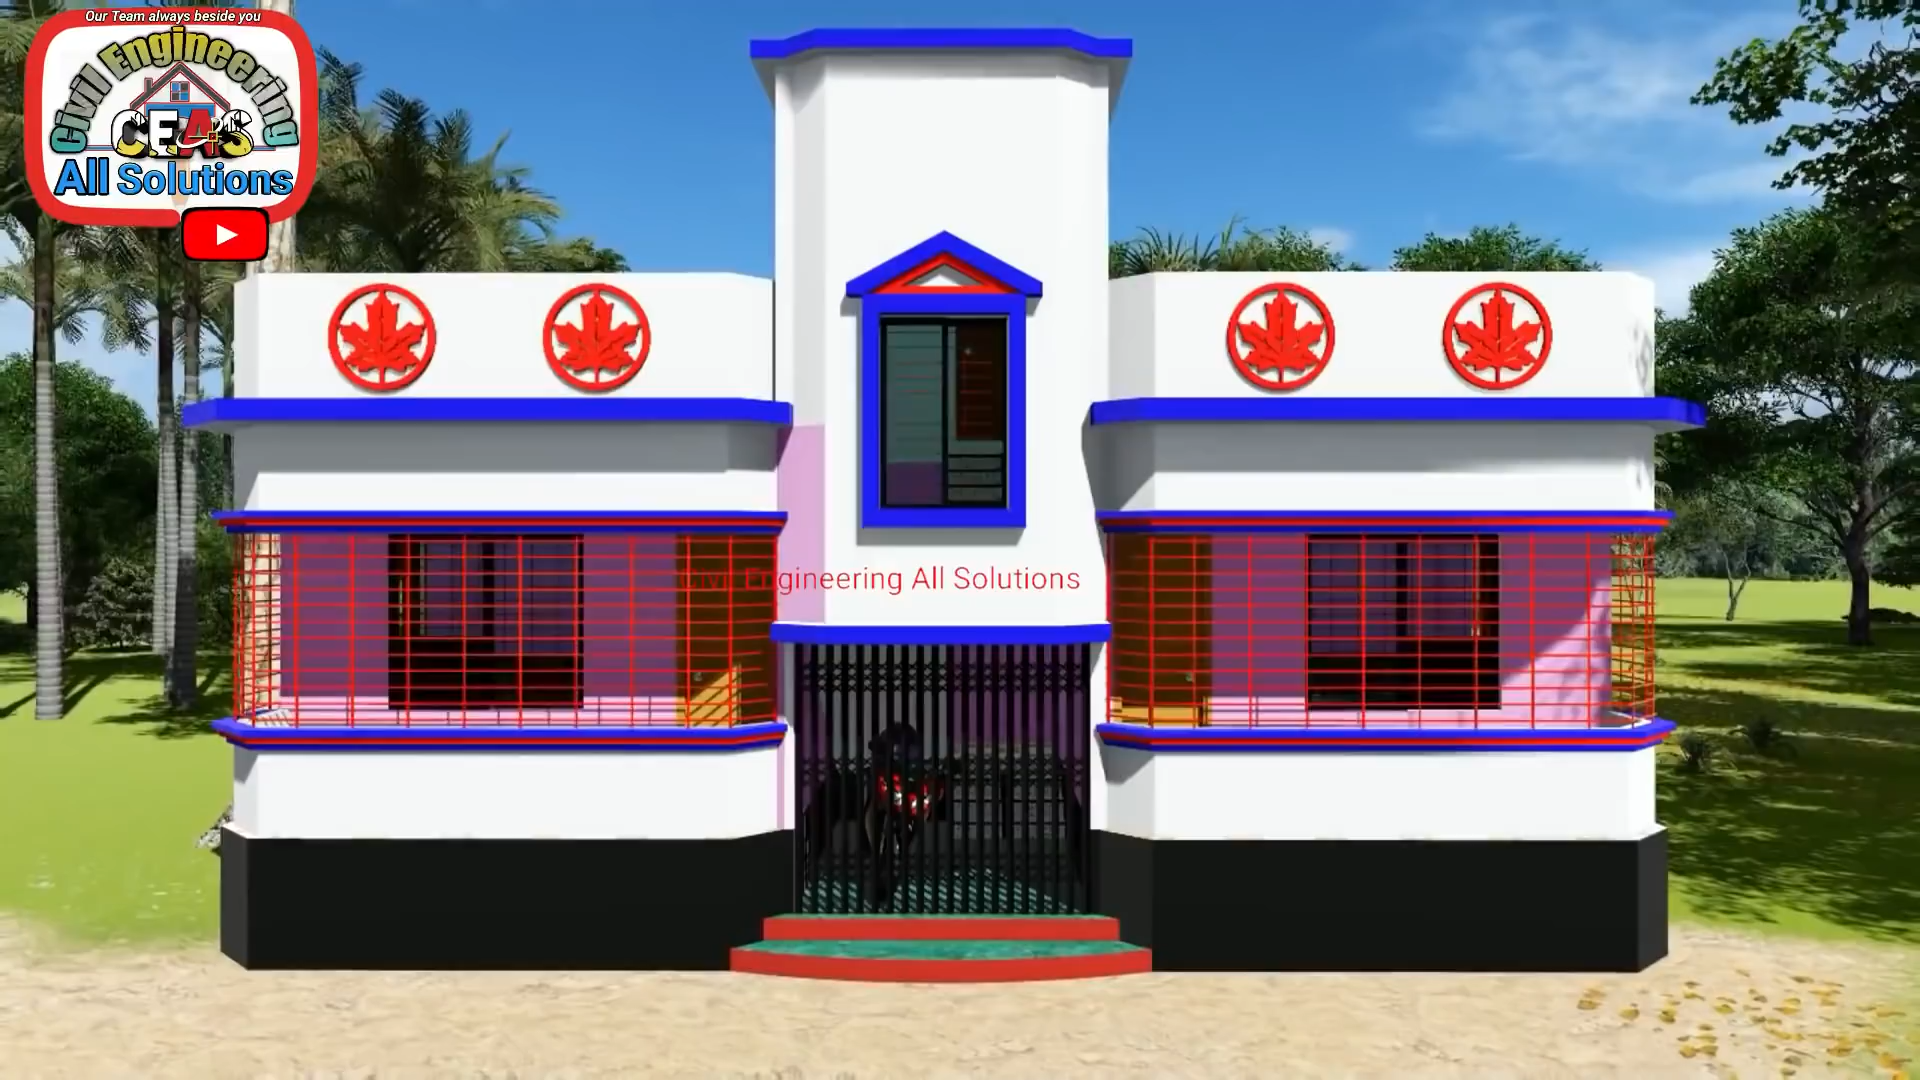 Our Team always beside you
Civil Engineering
CEAS
All Solutions
Civil Engineering All Solutions